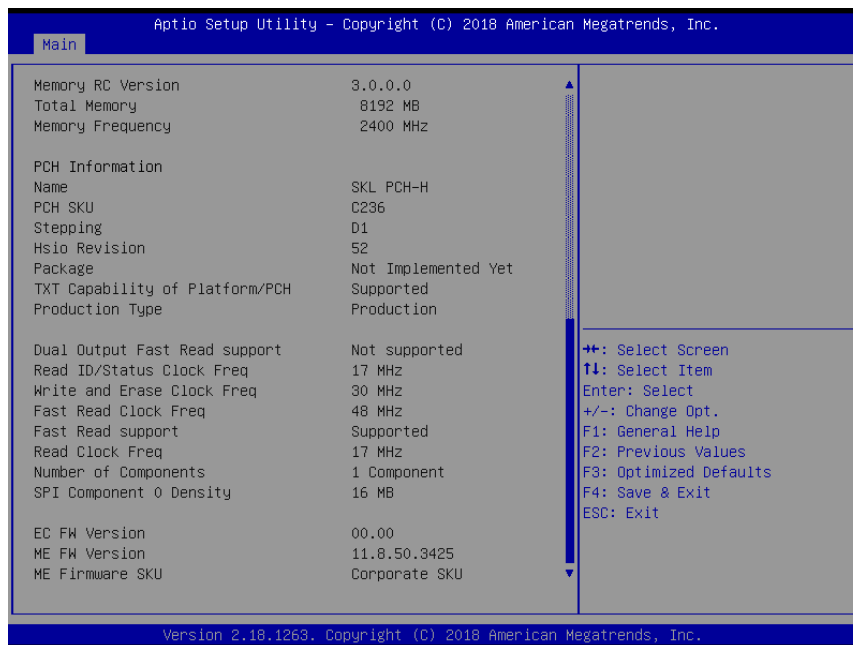 Aptio Setup Utility – Copyright (C) 2018 American Megatrends, Inc.
Main
Memory RC Version 3.0.0.0
Total Memory 8192 MB
Memory Frequency 2400 MHz
PCH Information
Name SKL PCH-H
PCH SKU C236
Stepping D1
Hsio Revision 52
Package Not Implemented Yet
TXT Capability of Platform/PCH Supported
Production Type Production
Dual Output Fast Read support Not supported
Read ID/Status Clock Freq 17 MHz
Write and Erase Clock Freq 30 MHz
Fast Read Clock Freq 48 MHz
Fast Read support Supported
Read Clock Freq 17 MHz
Number of Components 1 Component
SPI Component 0 Density 16 MB
EC FW Version 00.00
ME FW Version 11.8.50.3425
ME Firmware SKU Corporate SKU
→←: Select Screen
↑↓: Select Item
Enter: Select
+/-: Change Opt.
F1: General Help
F2: Previous Values
F3: Optimized Defaults
F4: Save & Exit
ESC: Exit
Version 2.18.1263. Copyright (C) 2018 American Megatrends, Inc.